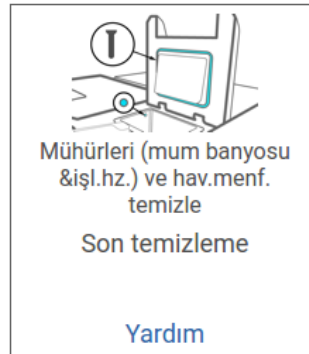 Mühürleri (mum banyosu
&işl.hz.) ve hav.menf.
temizle
Son temizleme
Yardım